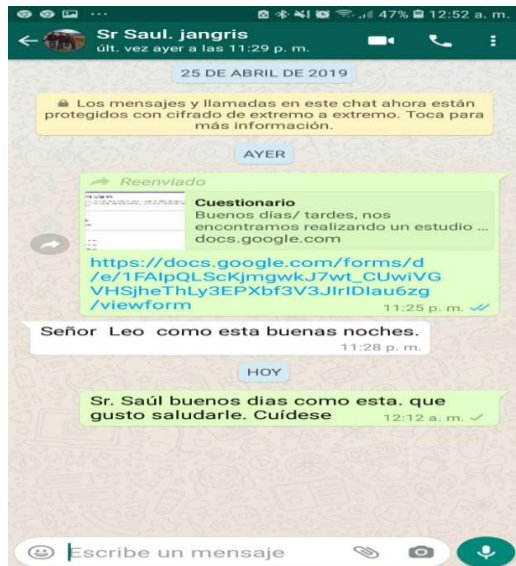 47% 12:52 a. m.
Sr Saul. jangris
últ. vez ayer a las 11:29 p. m.
25 DE ABRIL DE 2019
Los mensajes y llamadas en este chat ahora están
protegidos con cifrado de extremo a extremo. Toca para
más información.
AYER
Reenviado
Cuestionario
Buenos días/ tardes, nos
encontramos realizando un estudio ...
docs.google.com
https://docs.google.com/forms/d
/e/1FAIpQLScKjmgwkJ7wt_CUwiVG
VHSjheThLy3EPXbf3V3JIrIDIau6zg
/viewform
11:25 p. m.
Señor Leo como esta buenas noches.
11:28 p. m.
HOY
Sr. Saúl buenos dias como esta. que
gusto saludarle. Cuídese
12:12 a. m.
Escribe un mensaje